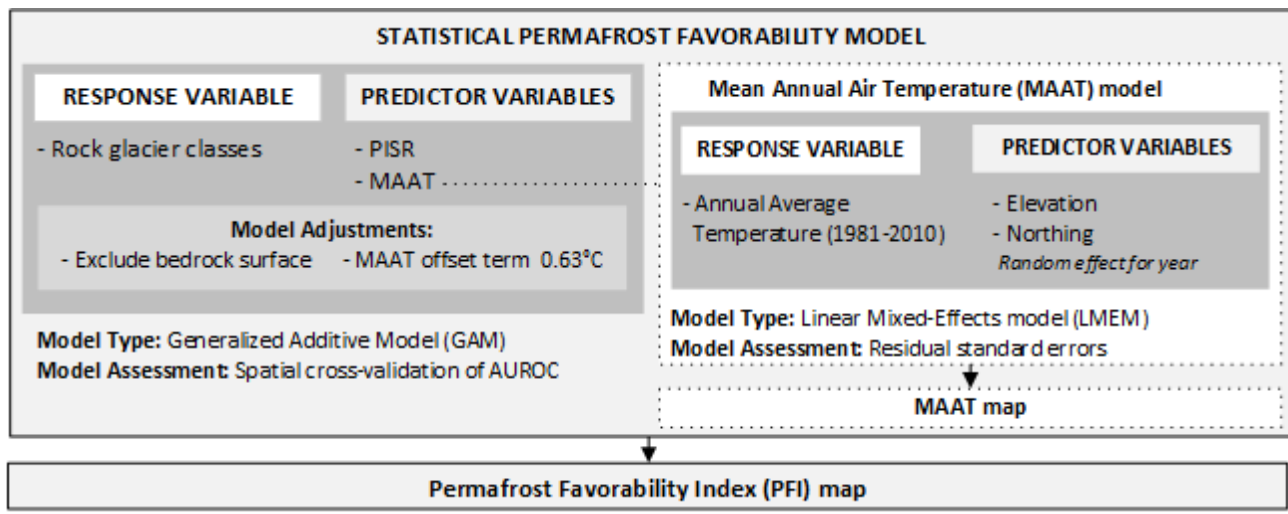 STATISTICAL PERMAFROST FAVORABILITY MODEL
RESPONSE VARIABLE
PREDICTOR VARIABLES
- Rock glacier classes
- PISR
- MAAT
Model Adjustments:
- Exclude bedrock surface
- MAAT offset term 0.63°C
Model Type: Generalized Additive Model (GAM)
Model Assessment: Spatial cross-validation of AUROC
Mean Annual Air Temperature (MAAT) model
RESPONSE VARIABLE
PREDICTOR VARIABLES
- Annual Average
Temperature (1981-2010)
- Elevation
- Northing
Random effect for year
Model Type: Linear Mixed-Effects model (LMEM)
Model Assessment: Residual standard errors
MAAT map
Permafrost Favorability Index (PFI) map